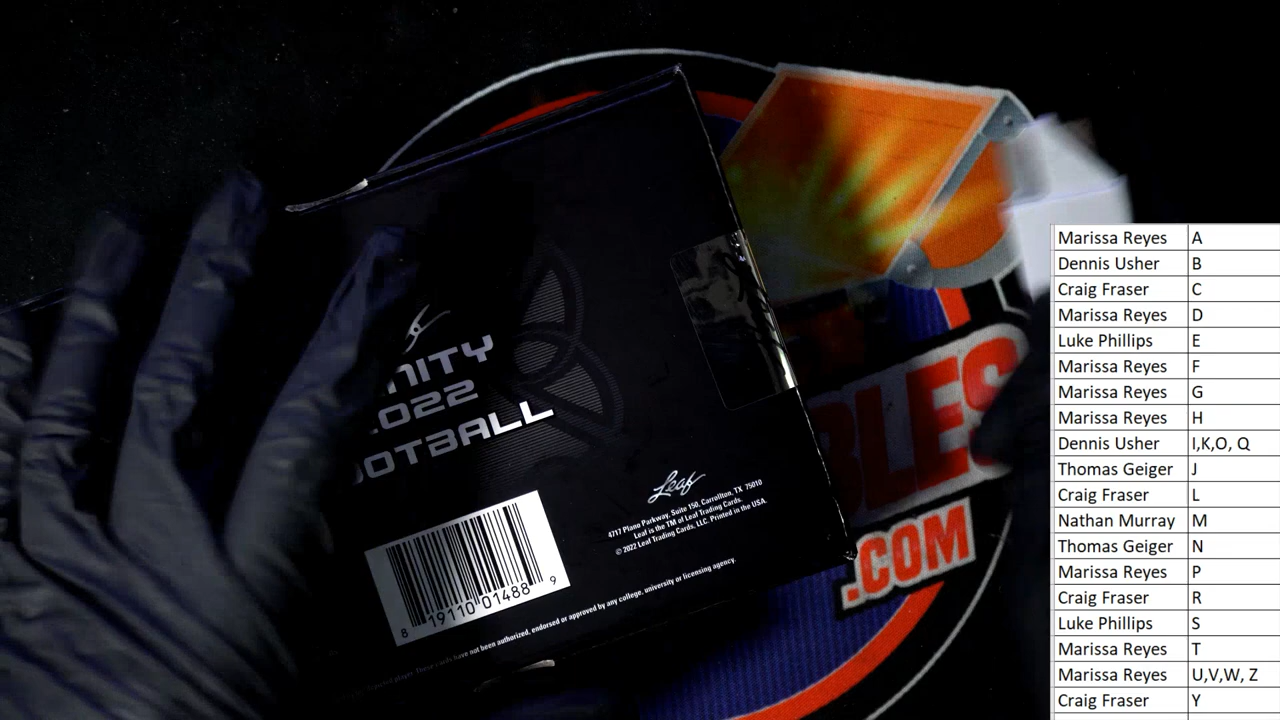 NITY
2022
OOTBALL
Leaf
4717 Plano Parkway, Suite 150, Carrollton, TX 75010
Leaf is the TM of Leaf Trading Cards.
© 2022 Leaf Trading Cards, LLC. Printed in the USA.
8 19110 01488 9
These cards have not been authorized, endorsed or approved by any college, university or licensing agency.
BLES
.COM
Marissa Reyes A
Dennis Usher B
Craig Fraser C
Marissa Reyes D
Luke Phillips E
Marissa Reyes F
Marissa Reyes G
Marissa Reyes H
Dennis Usher I,K,O, Q
Thomas Geiger J
Craig Fraser L
Nathan Murray M
Thomas Geiger N
Marissa Reyes P
Craig Fraser R
Luke Phillips S
Marissa Reyes T
Marissa Reyes U,V,W, Z
Craig Fraser Y